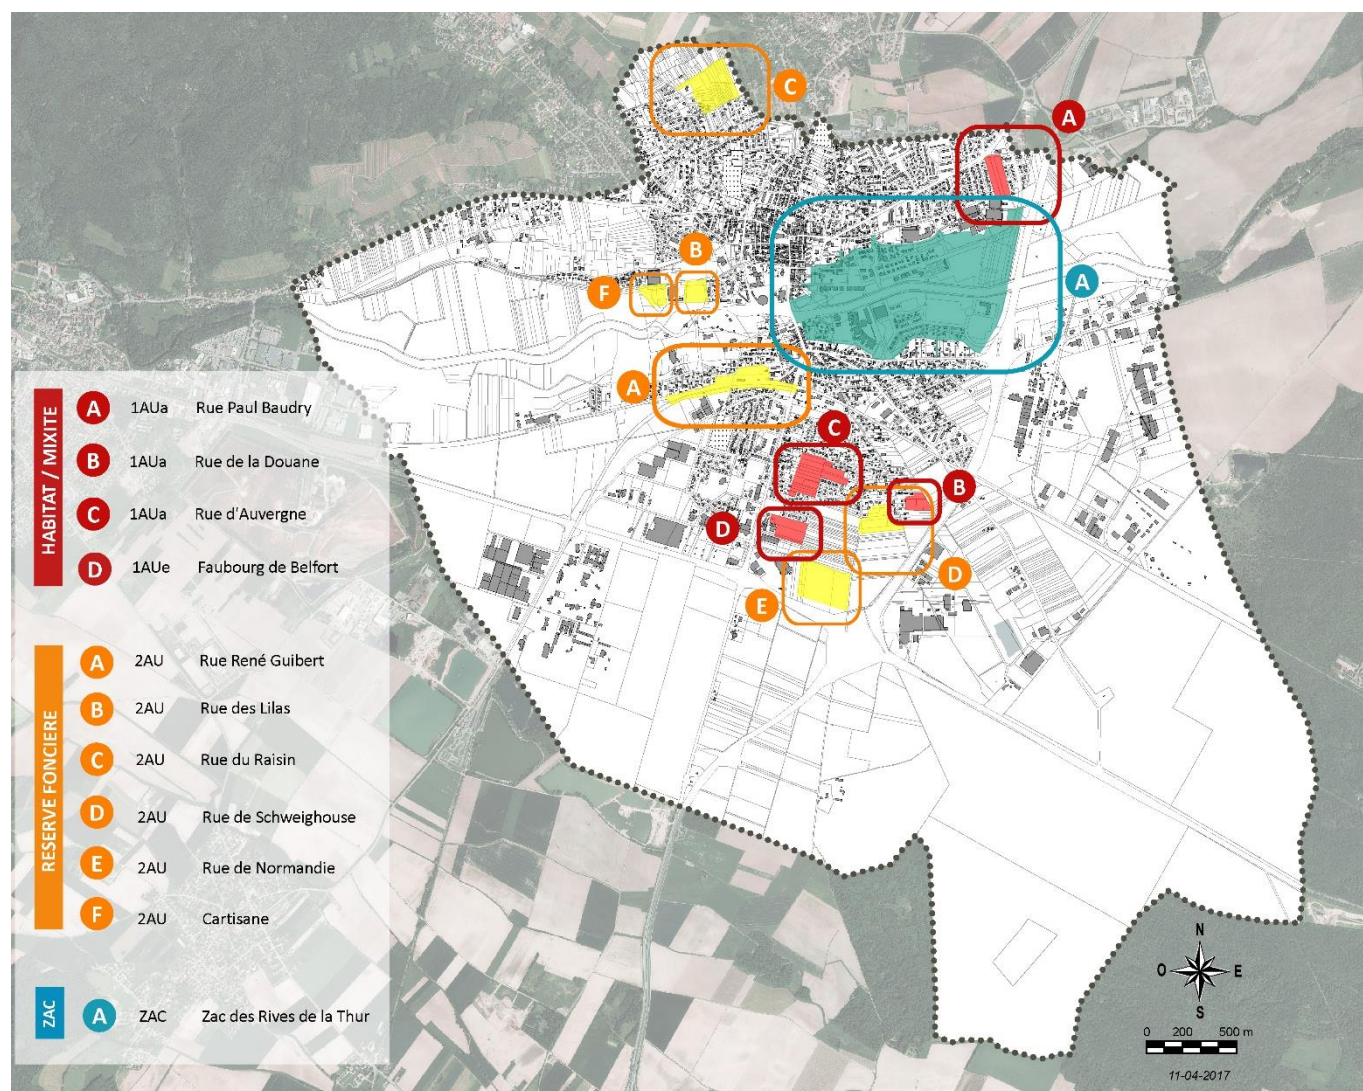 C
A
B
F
A
A
C
B
D
D
E
HABITAT / MIXITE
A 1AUa Rue Paul Baudry
B 1AUa Rue de la Douane
C 1AUa Rue d'Auvergne
D 1AUe Faubourg de Belfort
RESERVE FONCIERE
A 2AU Rue René Guibert
B 2AU Rue des Lilas
C 2AU Rue du Raisin
D 2AU Rue de Schweighouse
E 2AU Rue de Normandie
F 2AU Cartisane
ZAC
A ZAC Zac des Rives de la Thur
N
O E
S
0 200 500 m
11-04-2017